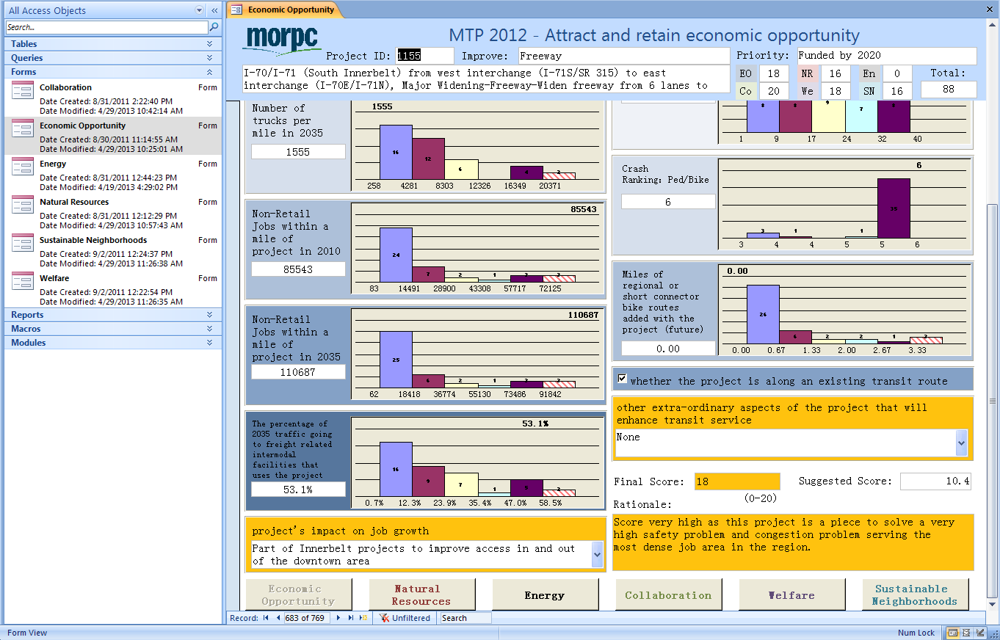 All Access Objects
Search...
Tables
Queries
Forms
Collaboration Form
Date Created: 8/31/2011 2:22:40 PM
Date Modified: 4/29/2013 10:42:14 AM
Economic Opportunity Form
Date Created: 8/30/2011 11:14:55 AM
Date Modified: 4/29/2013 10:25:01 AM
Energy Form
Date Created: 8/31/2011 12:44:23 PM
Date Modified: 4/19/2013 4:29:02 PM
Natural Resources Form
Date Created: 8/31/2011 12:12:29 PM
Date Modified: 4/29/2013 10:57:43 AM
Sustainable Neighborhoods Form
Date Created: 9/2/2011 12:24:37 PM
Date Modified: 4/29/2013 11:26:38 AM
Welfare Form
Date Created: 9/2/2011 12:22:54 PM
Date Modified: 4/29/2013 11:26:35 AM
Reports
Macros
Modules
Economic Opportunity
morpc
MTP 2012 - Attract and retain economic opportunity
Project ID: 1155 Improve: Freeway Priority: Funded by 2020
I-70/I-71 (South Innerbelt) from west interchange (I-71S/SR 315) to east
interchange (I-70E/I-71N), Major Widening-Freeway-Widen freeway from 6 lanes to
EO 18 NR 16 En 0 Total:
Co 20 We 18 SN 16 88
Number of
trucks per
mile in 2035
1555
1555
16 12 6 4 2
258 4281 8303 12326 16349 20371
Non-Retail
Jobs within a
mile of
project in 2010
85543
85543
24 7 2 1 2 2
83 14491 28900 43308 57717 72125
Non-Retail
Jobs within a
mile of
project in 2035
110687
110687
25 6 2 1 2 2
62 18418 36774 55130 73486 91842
The percentage of
2035 traffic going
to freight related
intermodal
facilities that
uses the project
53.1%
53.1%
16 9 7 1 5 2
0.7% 12.3% 23.9% 35.4% 47.0% 58.5%
project's impact on job growth
Part of Innerbelt projects to improve access in and out
of the downtown area
8 8 9 7 8
1 9 17 24 32 40
Crash
Ranking: Ped/Bike
6
6
3 1 1 35
3 4 4 5 5 6
Miles of
regional or
short connector
bike routes
added with the
project (future)
0.00
0.00
26 6 2 2 1 3
0.00 0.67 1.33 2.00 2.67 3.33
whether the project is along an existing transit route
other extra-ordinary aspects of the project that will
enhance transit service
None
Final Score: 18 Suggested Score: 10.4
(0-20)
Rationale:
Score very high as this project is a piece to solve a very
high safety problem and congestion problem serving the
most dense job area in the region.
Economic
Opportunity
Natural
Resources
Energy
Collaboration
Welfare
Sustainable
Neighborhoods
Record: 683 of 769 Unfiltered Search
Form View Num Lock